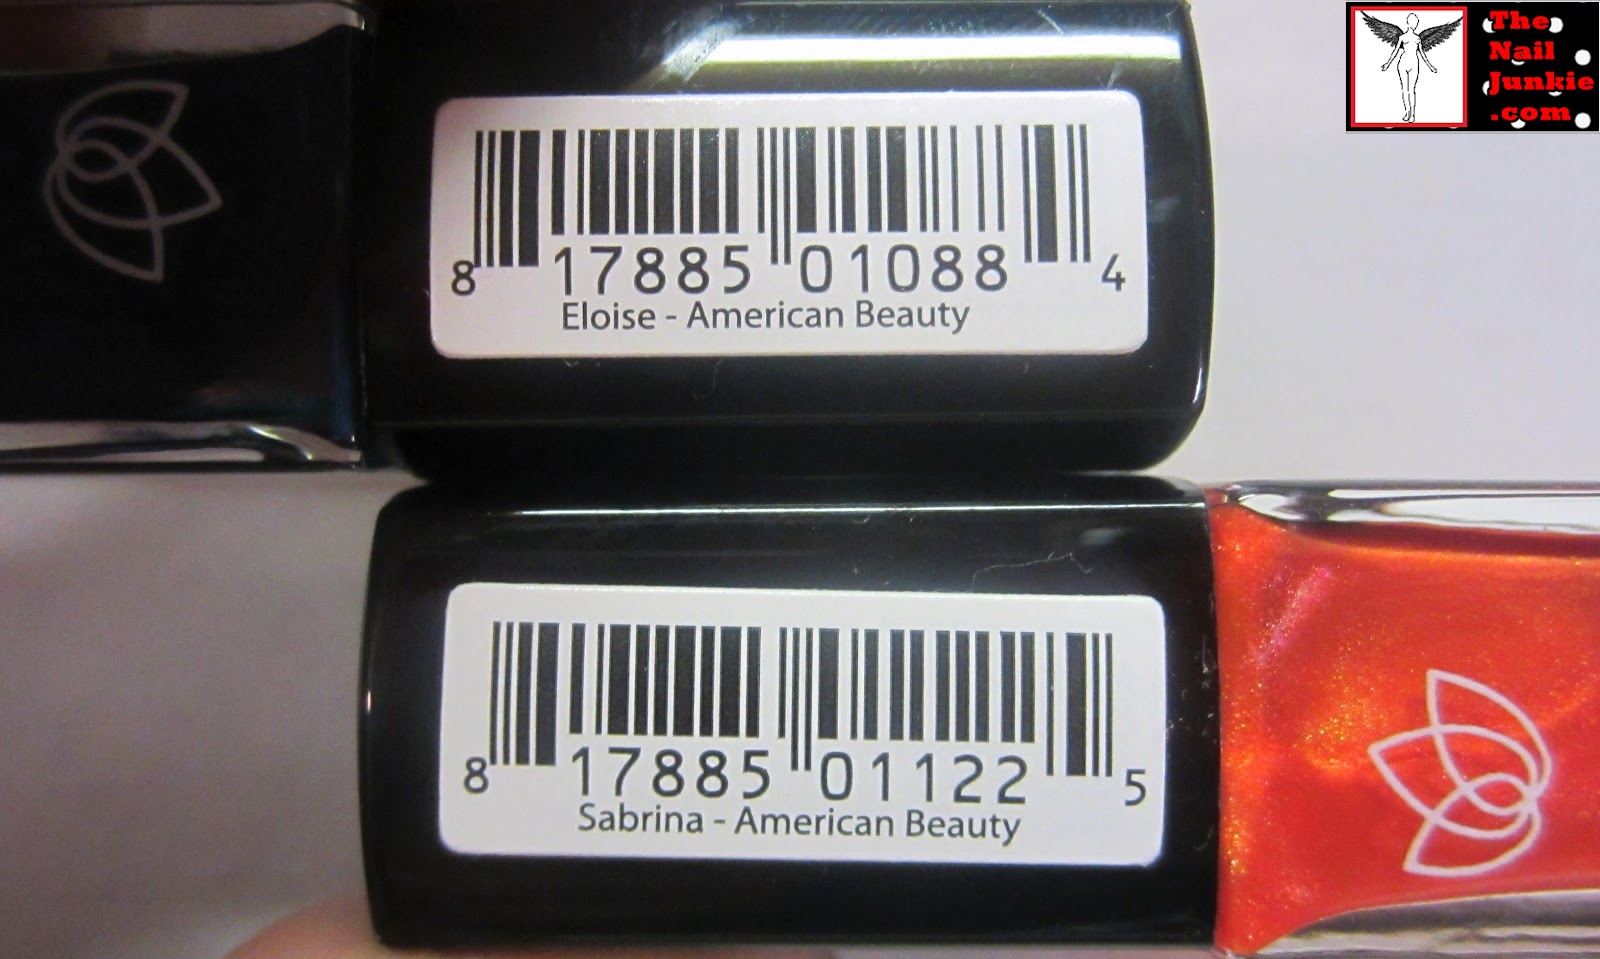 The
Nail
Junkie
.com
8 17885 01088 4
Eloise - American Beauty
8 17885 01122 5
Sabrina - American Beauty